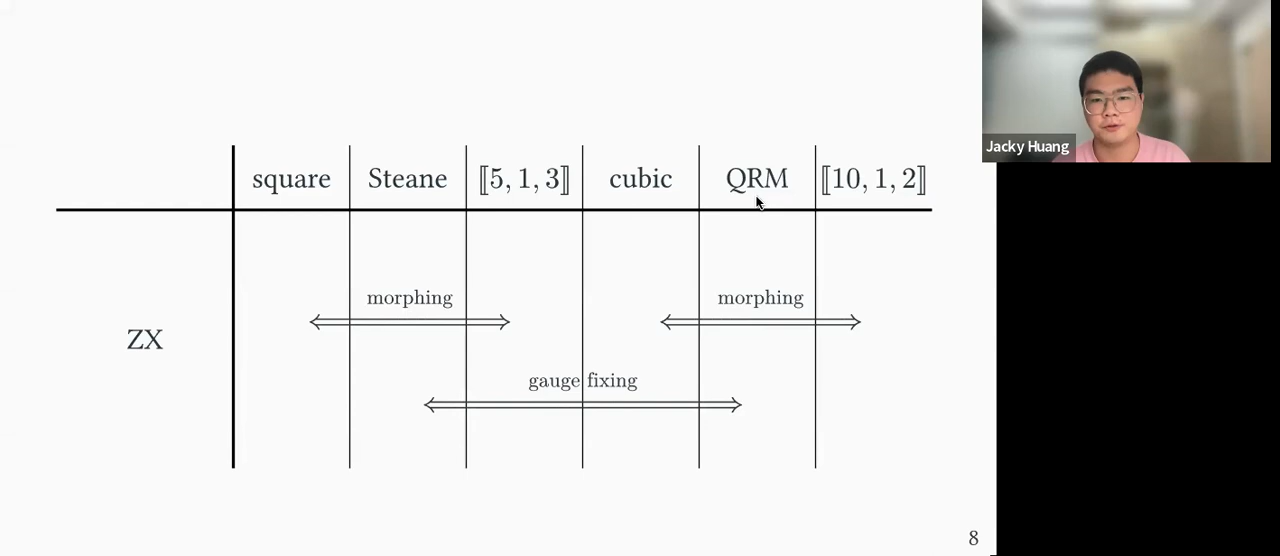 Jacky Huang
square Steane ⟦5, 1, 3⟧ cubic QRM ⟦10, 1, 2⟧
morphing morphing
ZX
gauge fixing
8